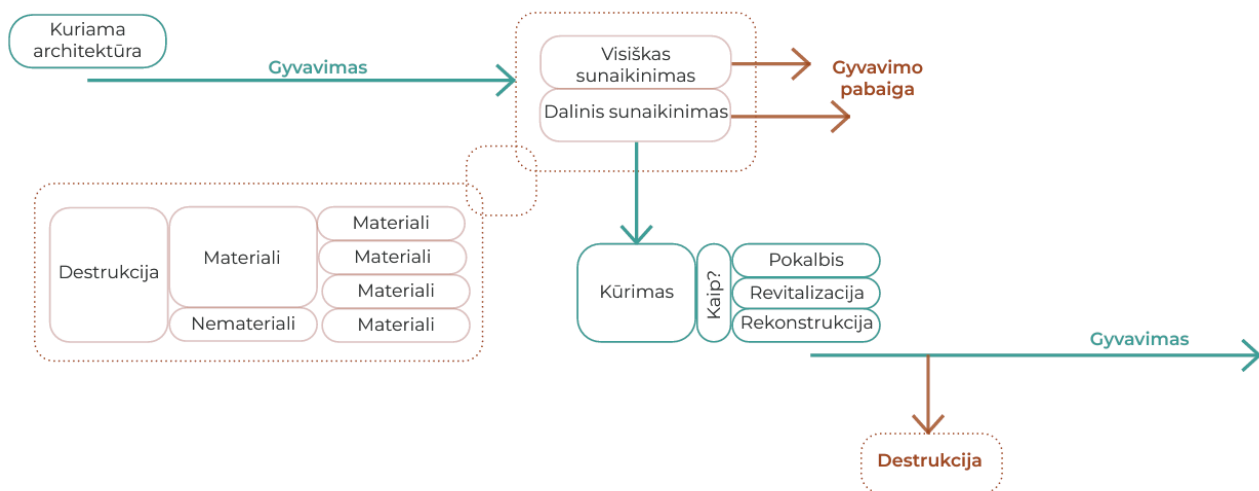 Kuriama
architektūra
Gyvavimas
Visiškas
sunaikinimas
Dalinis sunaikinimas
Gyvavimo
pabaiga
Destrukcija
Materiali
Nemateriali
Materiali
Materiali
Materiali
Materiali
Kūrimas
Kaip?
Pokalbis
Revitalizacija
Rekonstrukcija
Gyvavimas
Destrukcija